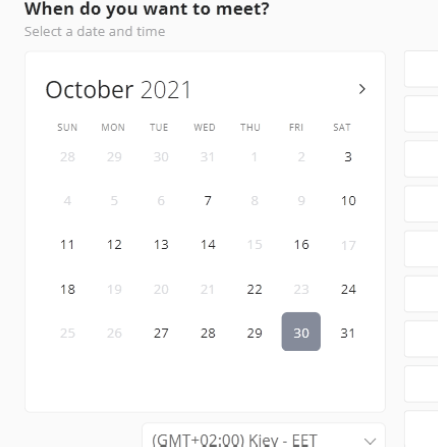 When do you want to meet?
Select a date and time
October 2021
SUN MON TUE WED THU FRI SAT
28 29 30 31 1 2 3
4 5 6 7 8 9 10
11 12 13 14 15 16 17
18 19 20 21 22 23 24
25 26 27 28 29 30 31
(GMT+02:00) Kiev - EET